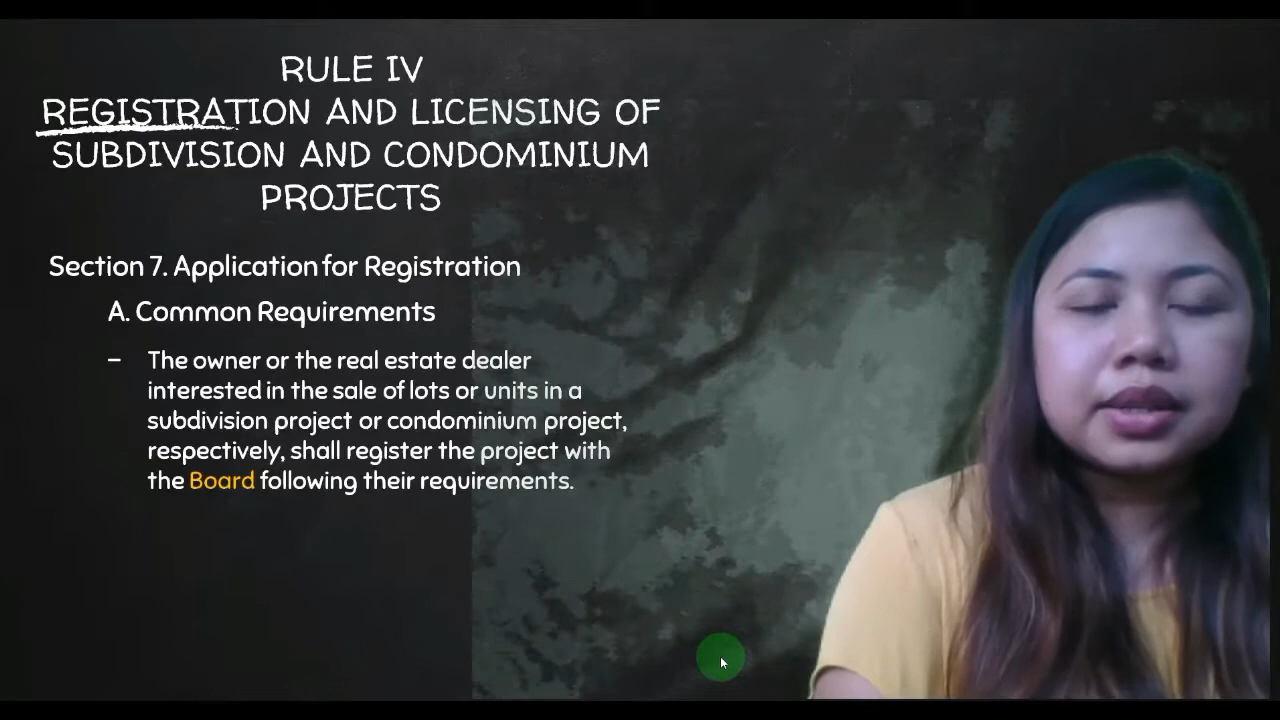 RULE IV
REGISTRATION AND LICENSING OF
SUBDIVISION AND CONDOMINIUM
PROJECTS
Section 7. Application for Registration
A. Common Requirements
– The owner or the real estate dealer
interested in the sale of lots or units in a
subdivision project or condominium project,
respectively, shall register the project with
the Board following their requirements.